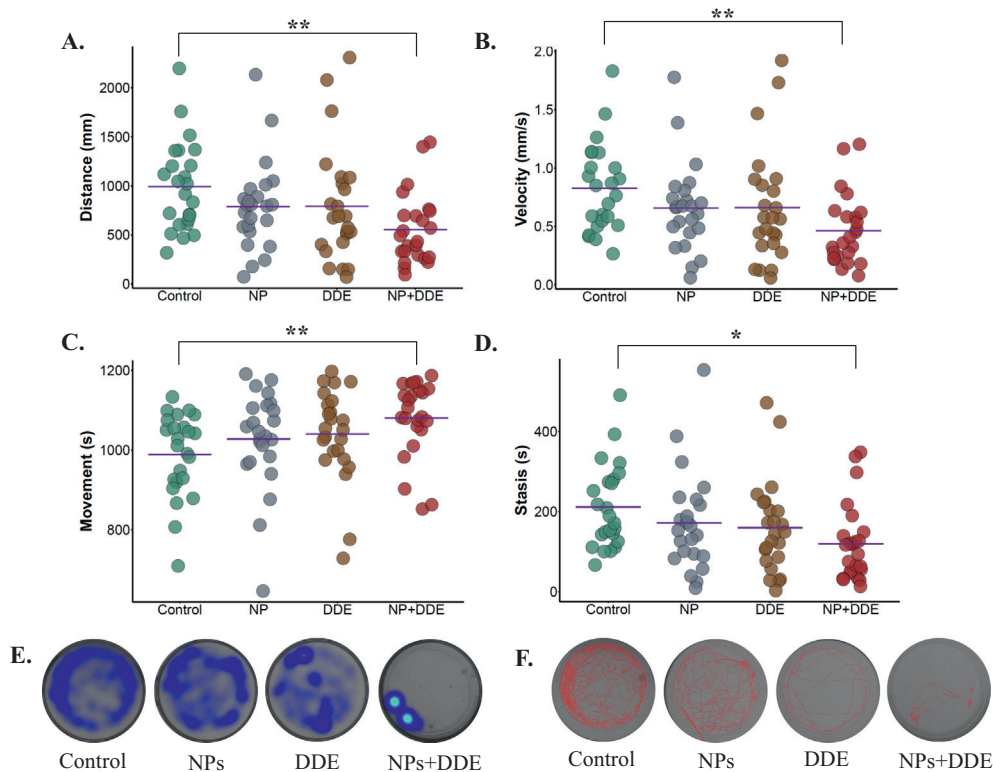 A.
**
Distance (mm)
2000
1500
1000
500
0
Control NP DDE NP+DDE
B.
**
Velocity (mm/s)
2.0
1.5
1.0
0.5
0.0
Control NP DDE NP+DDE
C.
**
Movement (s)
1200
1000
800
Control NP DDE NP+DDE
D.
*
Stasis (s)
400
200
0
Control NP DDE NP+DDE
E.
Control NPs DDE NPs+DDE
F.
Control NPs DDE NPs+DDE